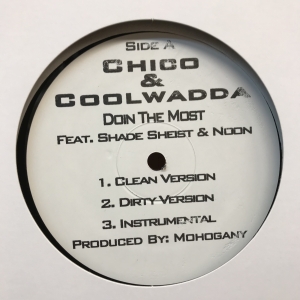 Side A
Chico
&
Coolwadda
Doin The Most
Feat. Shade Sheist & Noon
1. Clean Version
2. Dirty Version
3. Instrumental
Produced By: Mohogany